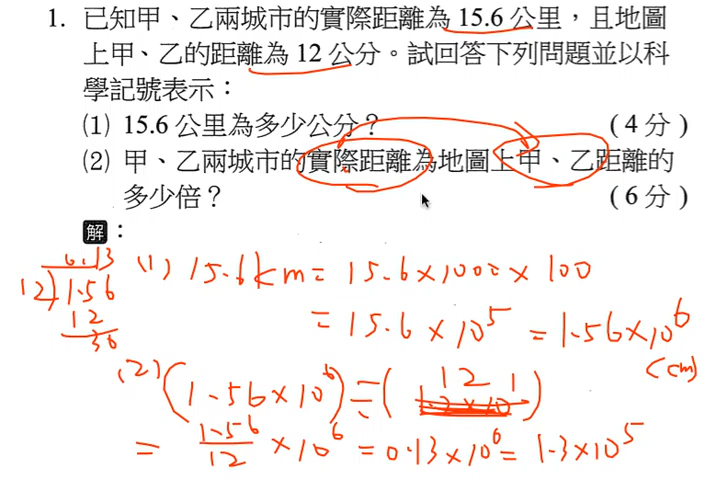 1. 已知甲、乙兩城市的實際距離為 15.6 公里，且地圖
上甲、乙的距離為 12 公分。試回答下列問題並以科
學記號表示：
(1) 15.6 公里為多少公分？ (4 分)
(2) 甲、乙兩城市的實際距離為地圖上甲、乙距離的
多少倍？ (6 分)
解：
0.13
12)1.56
12
36
(1) 15.6km = 15.6×1000×100
= 15.6×10⁵ = 1.56×10⁶
(cm)
(2) (1.56×10⁶)÷(12)
= 1.56/12 ×10⁶ = 0.13×10⁶ = 1.3×10⁵